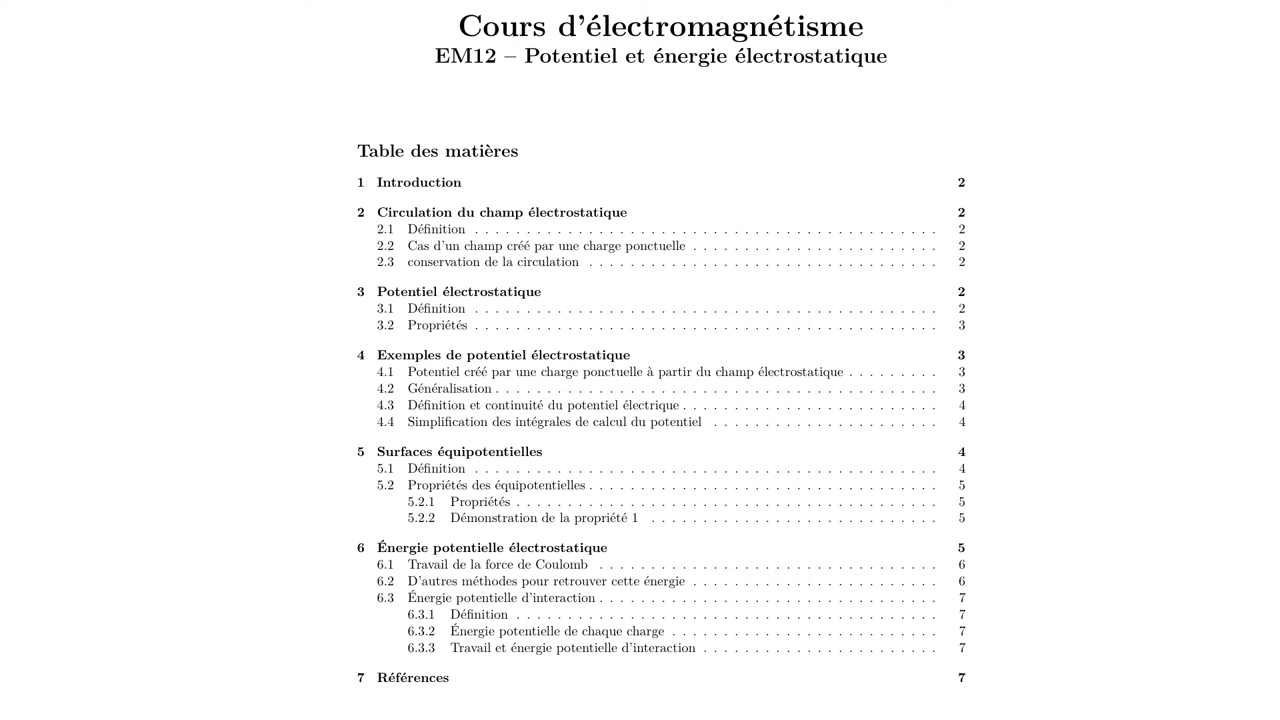 Cours d'électromagnétisme
EM12 – Potentiel et énergie électrostatique
Table des matières
1 Introduction 2
2 Circulation du champ électrostatique 2
2.1 Définition . . . . . . . . . . . . . . . . . . . . . . . . . . . . . . . . . . . . . . . . . . . . . 2
2.2 Cas d'un champ créé par une charge ponctuelle . . . . . . . . . . . . . . . . . . . . . . . . 2
2.3 conservation de la circulation . . . . . . . . . . . . . . . . . . . . . . . . . . . . . . . . . . 2
3 Potentiel électrostatique 2
3.1 Définition . . . . . . . . . . . . . . . . . . . . . . . . . . . . . . . . . . . . . . . . . . . . . 2
3.2 Propriétés . . . . . . . . . . . . . . . . . . . . . . . . . . . . . . . . . . . . . . . . . . . . . 3
4 Exemples de potentiel électrostatique 3
4.1 Potentiel créé par une charge ponctuelle à partir du champ électrostatique . . . . . . . . . 3
4.2 Généralisation . . . . . . . . . . . . . . . . . . . . . . . . . . . . . . . . . . . . . . . . . . . 3
4.3 Définition et continuité du potentiel électrique . . . . . . . . . . . . . . . . . . . . . . . . . 4
4.4 Simplification des intégrales de calcul du potentiel . . . . . . . . . . . . . . . . . . . . . . 4
5 Surfaces équipotentielles 4
5.1 Définition . . . . . . . . . . . . . . . . . . . . . . . . . . . . . . . . . . . . . . . . . . . . . 4
5.2 Propriétés des équipotentielles . . . . . . . . . . . . . . . . . . . . . . . . . . . . . . . . . . 5
5.2.1 Propriétés . . . . . . . . . . . . . . . . . . . . . . . . . . . . . . . . . . . . . . . . . 5
5.2.2 Démonstration de la propriété 1 . . . . . . . . . . . . . . . . . . . . . . . . . . . . 5
6 Énergie potentielle électrostatique 5
6.1 Travail de la force de Coulomb . . . . . . . . . . . . . . . . . . . . . . . . . . . . . . . . . 6
6.2 D'autres méthodes pour retrouver cette énergie . . . . . . . . . . . . . . . . . . . . . . . . 6
6.3 Énergie potentielle d'interaction . . . . . . . . . . . . . . . . . . . . . . . . . . . . . . . . . 7
6.3.1 Définition . . . . . . . . . . . . . . . . . . . . . . . . . . . . . . . . . . . . . . . . . 7
6.3.2 Énergie potentielle de chaque charge . . . . . . . . . . . . . . . . . . . . . . . . . . 7
6.3.3 Travail et énergie potentielle d'interaction . . . . . . . . . . . . . . . . . . . . . . . 7
7 Références 7